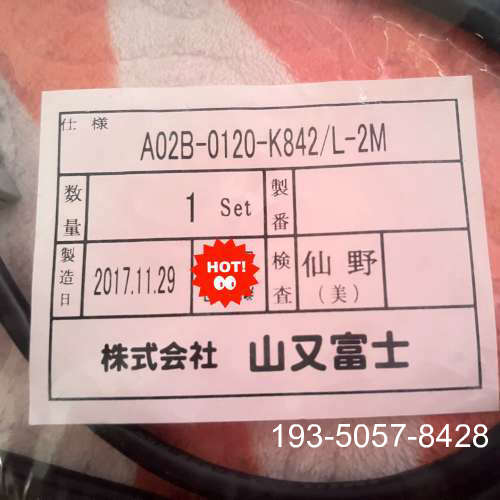 仕様 A02B-0120-K842/L-2M
数量 1 Set 製番
製造日 2017.11.29 HOT! 検査 仙野(美)
株式会社 山又富士
193-5057-8428